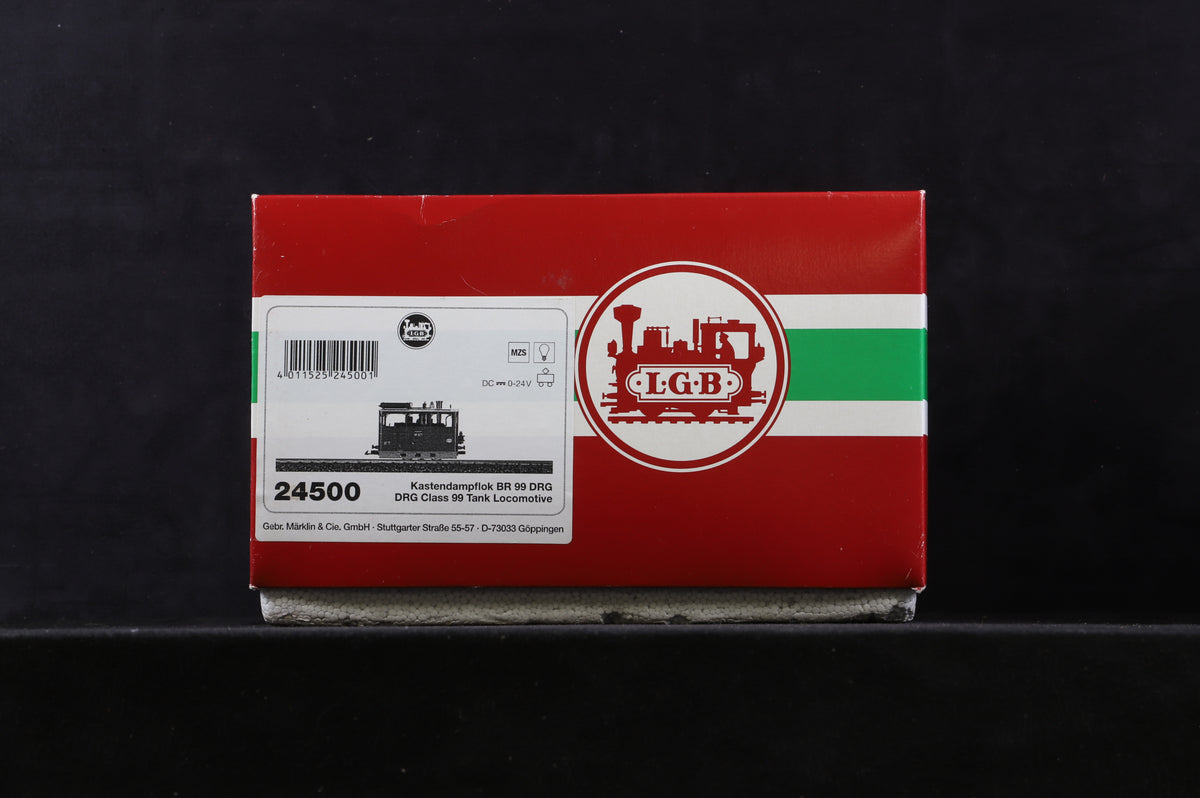 L·G·B
4 011525 245001
MZS
DC 0-24V
24500
Kastendampflok BR 99 DRG
DRG Class 99 Tank Locomotive
Gebr. Märklin & Cie. GmbH · Stuttgarter Straße 55-57 · D-73033 Göppingen
L·G·B